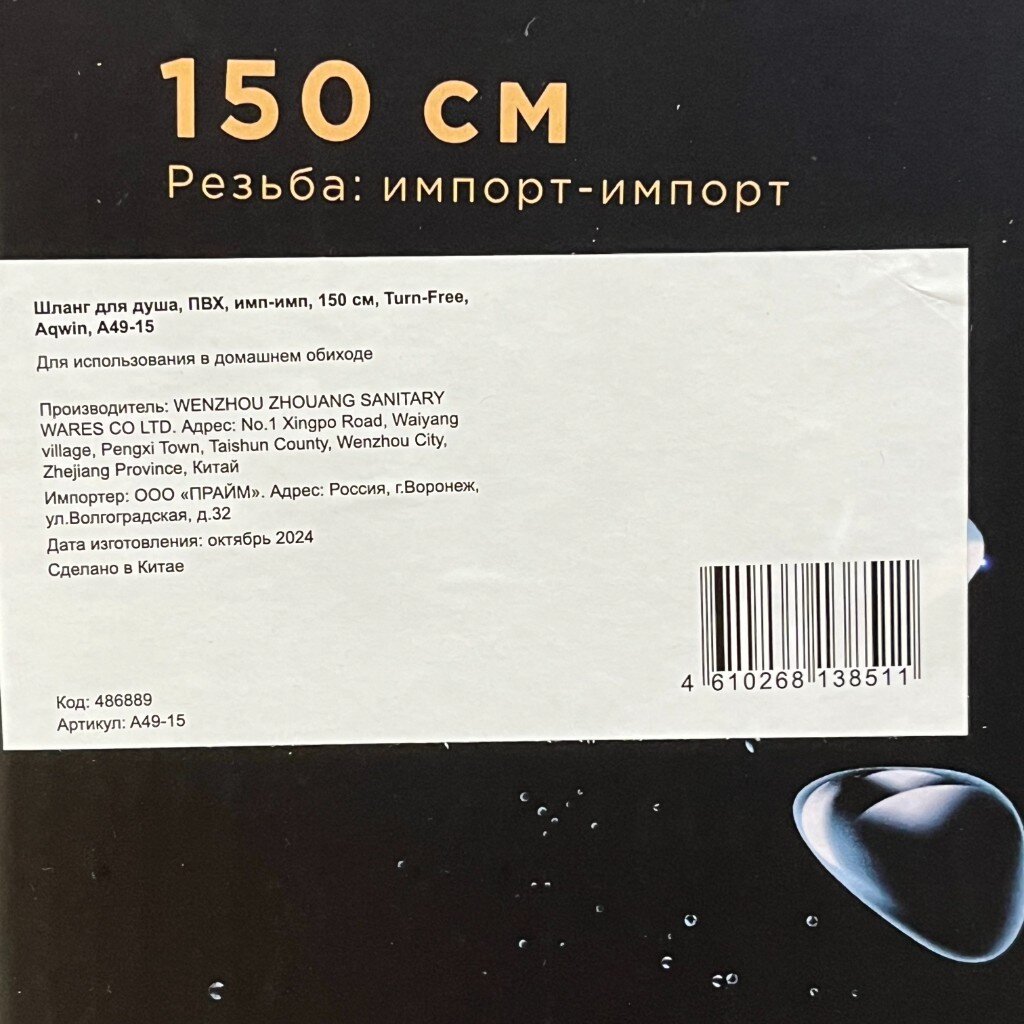 150 см
Резьба: импорт-импорт
Шланг для душа, ПВХ, имп-имп, 150 см, Turn-Free,
Aqwin, A49-15
Для использования в домашнем обиходе
Производитель: WENZHOU ZHOUANG SANITARY
WARES CO LTD. Адрес: No.1 Xingpo Road, Waiyang
village, Pengxi Town, Taishun County, Wenzhou City,
Zhejiang Province, Китай
Импортер: ООО «ПРАЙМ». Адрес: Россия, г.Воронеж,
ул.Волгоградская, д.32
Дата изготовления: октябрь 2024
Сделано в Китае
4 610268 138511
Код: 486889
Артикул: A49-15